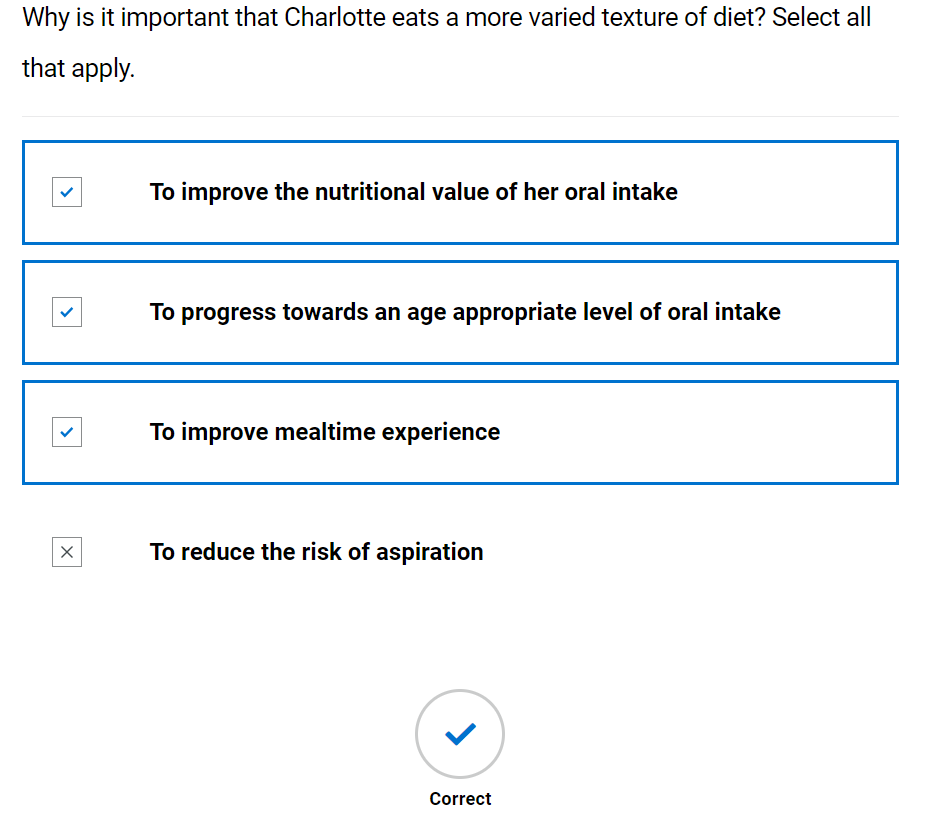 Why is it important that Charlotte eats a more varied texture of diet? Select all
that apply.
To improve the nutritional value of her oral intake
To progress towards an age appropriate level of oral intake
To improve mealtime experience
To reduce the risk of aspiration
Correct